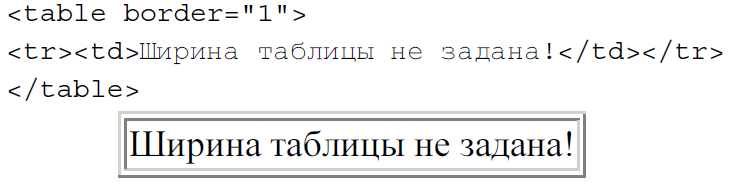 <table border="1">
<tr><td>Ширина таблицы не задана!</td></tr>
</table>
Ширина таблицы не задана!